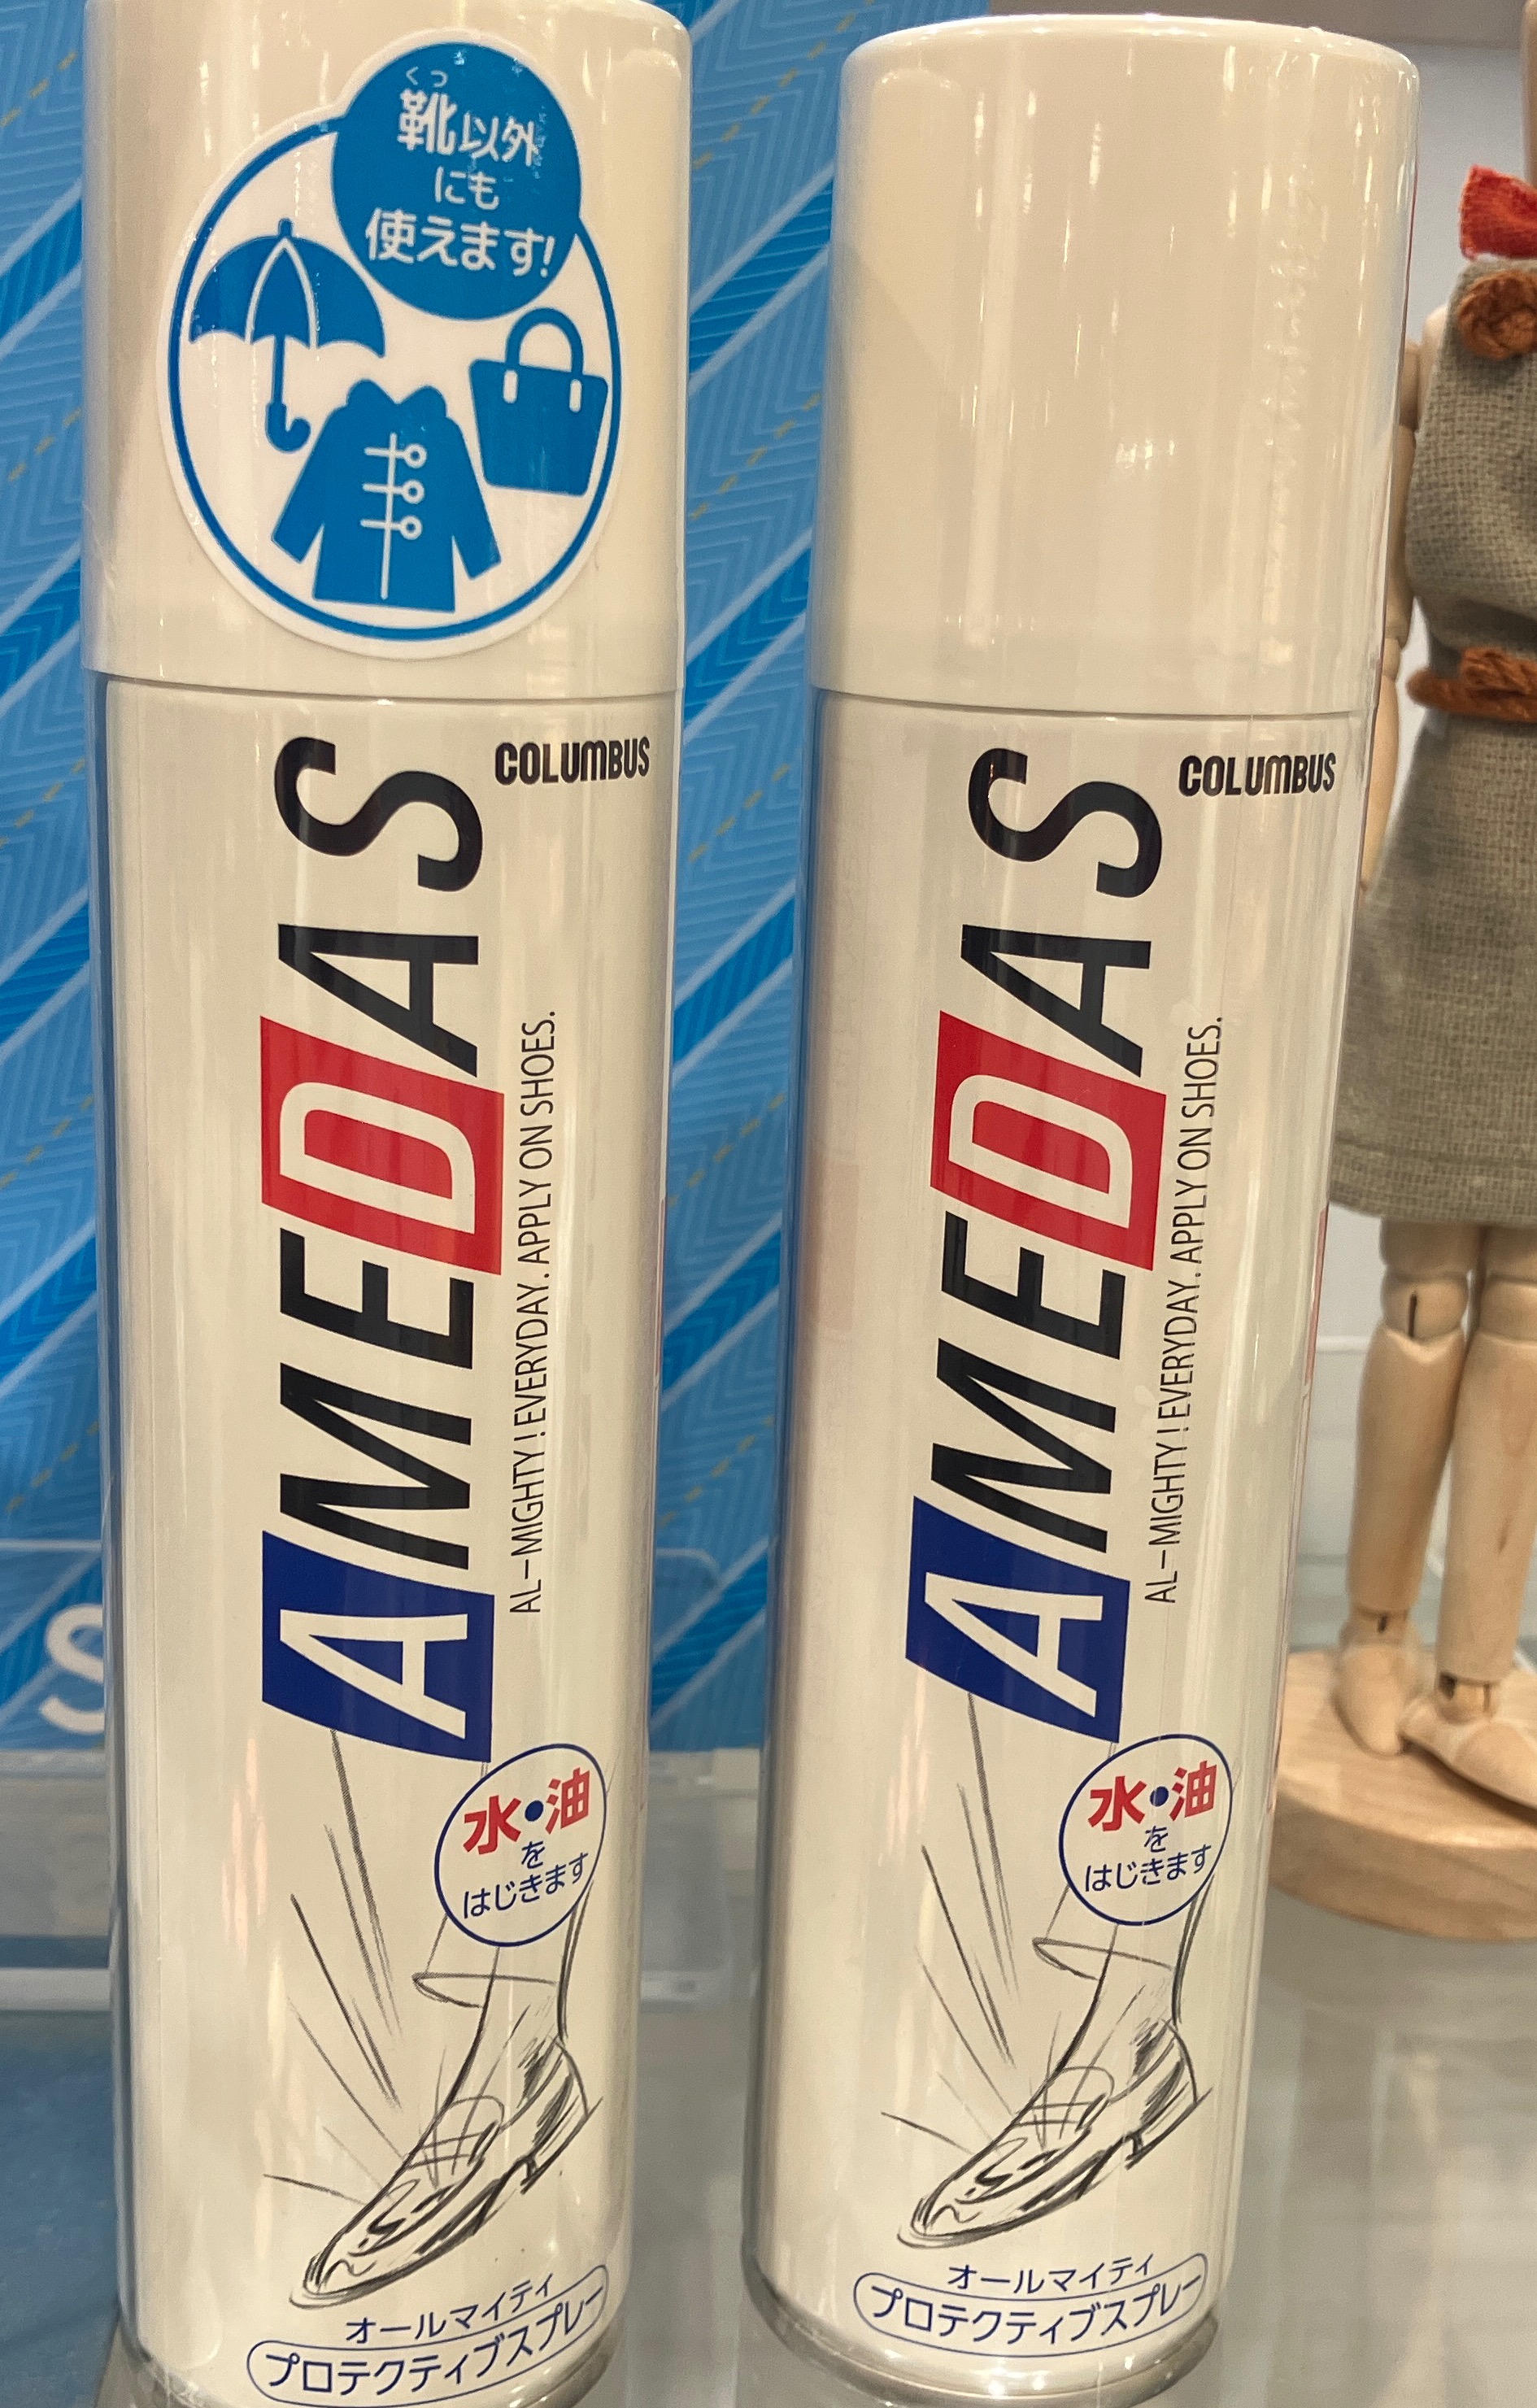 くつ
靴以外
にも
使えます!
COLUMBUS
AMEDAS
AL-MIGHTY! EVERYDAY. APPLY ON SHOES.
水・油
を
はじきます
オールマイティ
プロテクティブスプレー
COLUMBUS
AMEDAS
AL-MIGHTY! EVERYDAY. APPLY ON SHOES.
水・油
を
はじきます
オールマイティ
プロテクティブスプレー
S